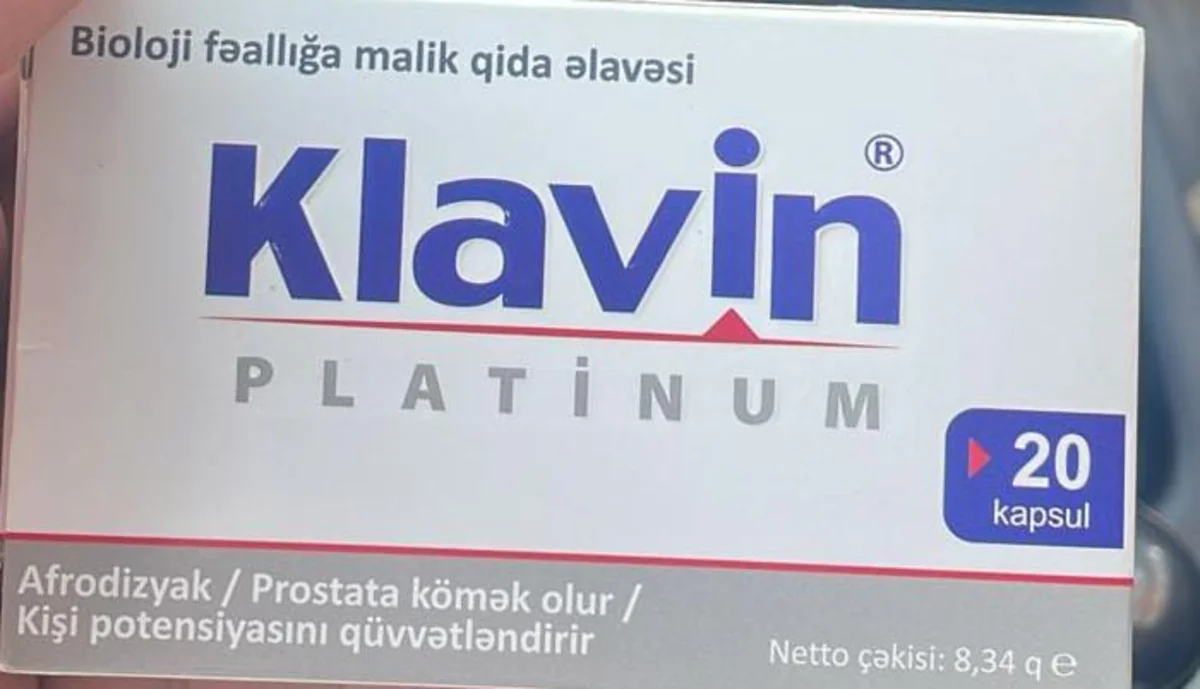 Bioloji fəallığa malik qida əlavəsi
Klavin®
PLATİNUM
20
kapsul
Afrodizyak / Prostata kömək olur /
Kişi potensiyasını qüvvətləndirir
Netto çəkisi: 8,34 q ℮